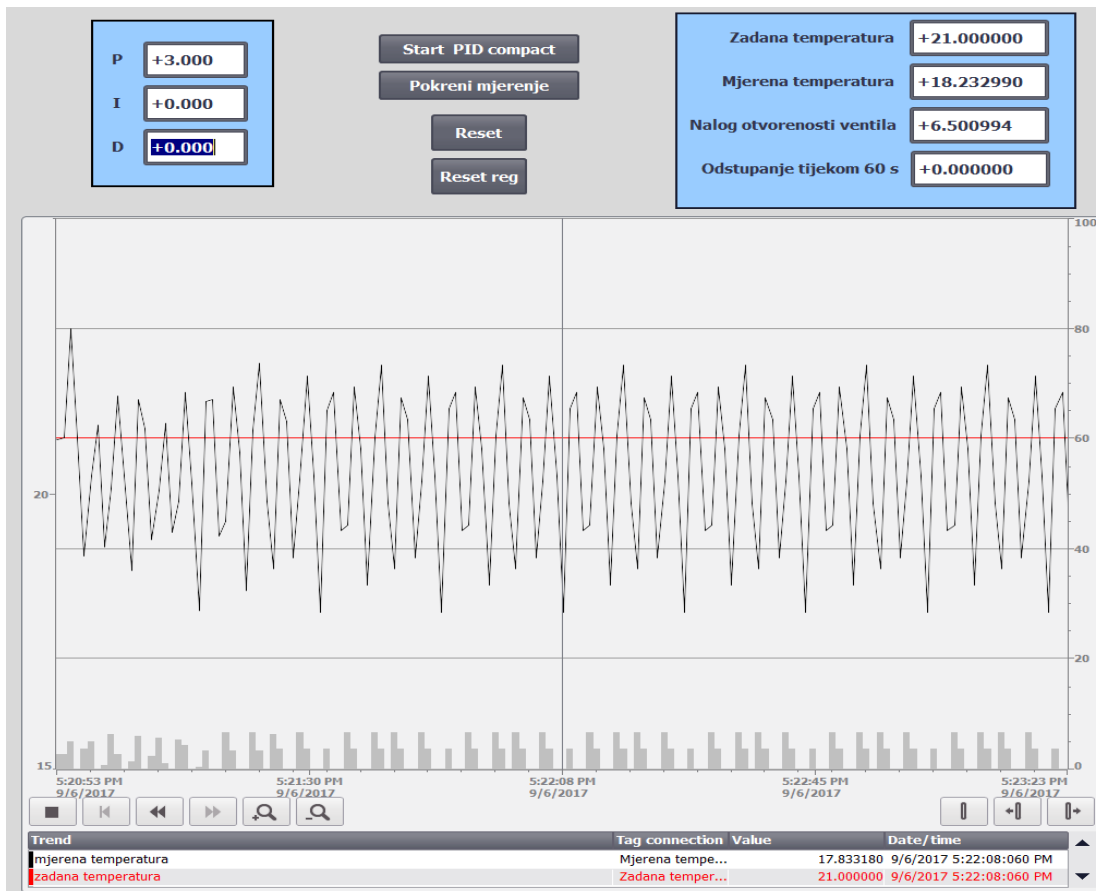 P +3.000
I +0.000
D +0.000
Start PID compact
Pokreni mjerenje
Reset
Reset reg
Zadana temperatura +21.000000
Mjerena temperatura +18.232990
Nalog otvorenosti ventila +6.500994
Odstupanje tijekom 60 s +0.000000
100
80
60
20
40
20
15
0
5:20:53 PM 5:21:30 PM 5:22:08 PM 5:22:45 PM 5:23:23 PM
9/6/2017 9/6/2017 9/6/2017 9/6/2017 9/6/2017
Trend Tag connection Value Date/time
mjerena temperatura Mjerena tempe... 17.833180 9/6/2017 5:22:08:060 PM
zadana temperatura Zadana temper... 21.000000 9/6/2017 5:22:08:060 PM